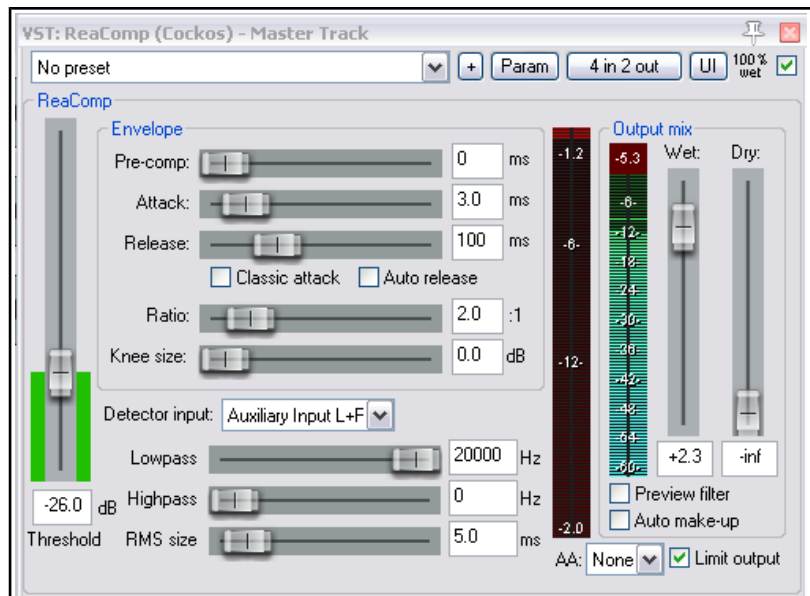 VST: ReaComp (Cockos) - Master Track
No preset
+
Param
4 in 2 out
UI
100% wet
ReaComp
Envelope
Pre-comp: 0 ms
Attack: 3.0 ms
Release: 100 ms
Classic attack
Auto release
Ratio: 2.0 :1
Knee size: 0.0 dB
Detector input: Auxiliary Input L+F
Lowpass 20000 Hz
Highpass 0 Hz
RMS size 5.0 ms
-26.0 dB
Threshold
-1.2
-6-
-12-
-2.0
Output mix
Wet:
Dry:
-5.3
-6-
-12-
-18-
-24-
-30-
-36-
-42-
-48-
-54-
-60-
+2.3
-inf
Preview filter
Auto make-up
AA: None
Limit output